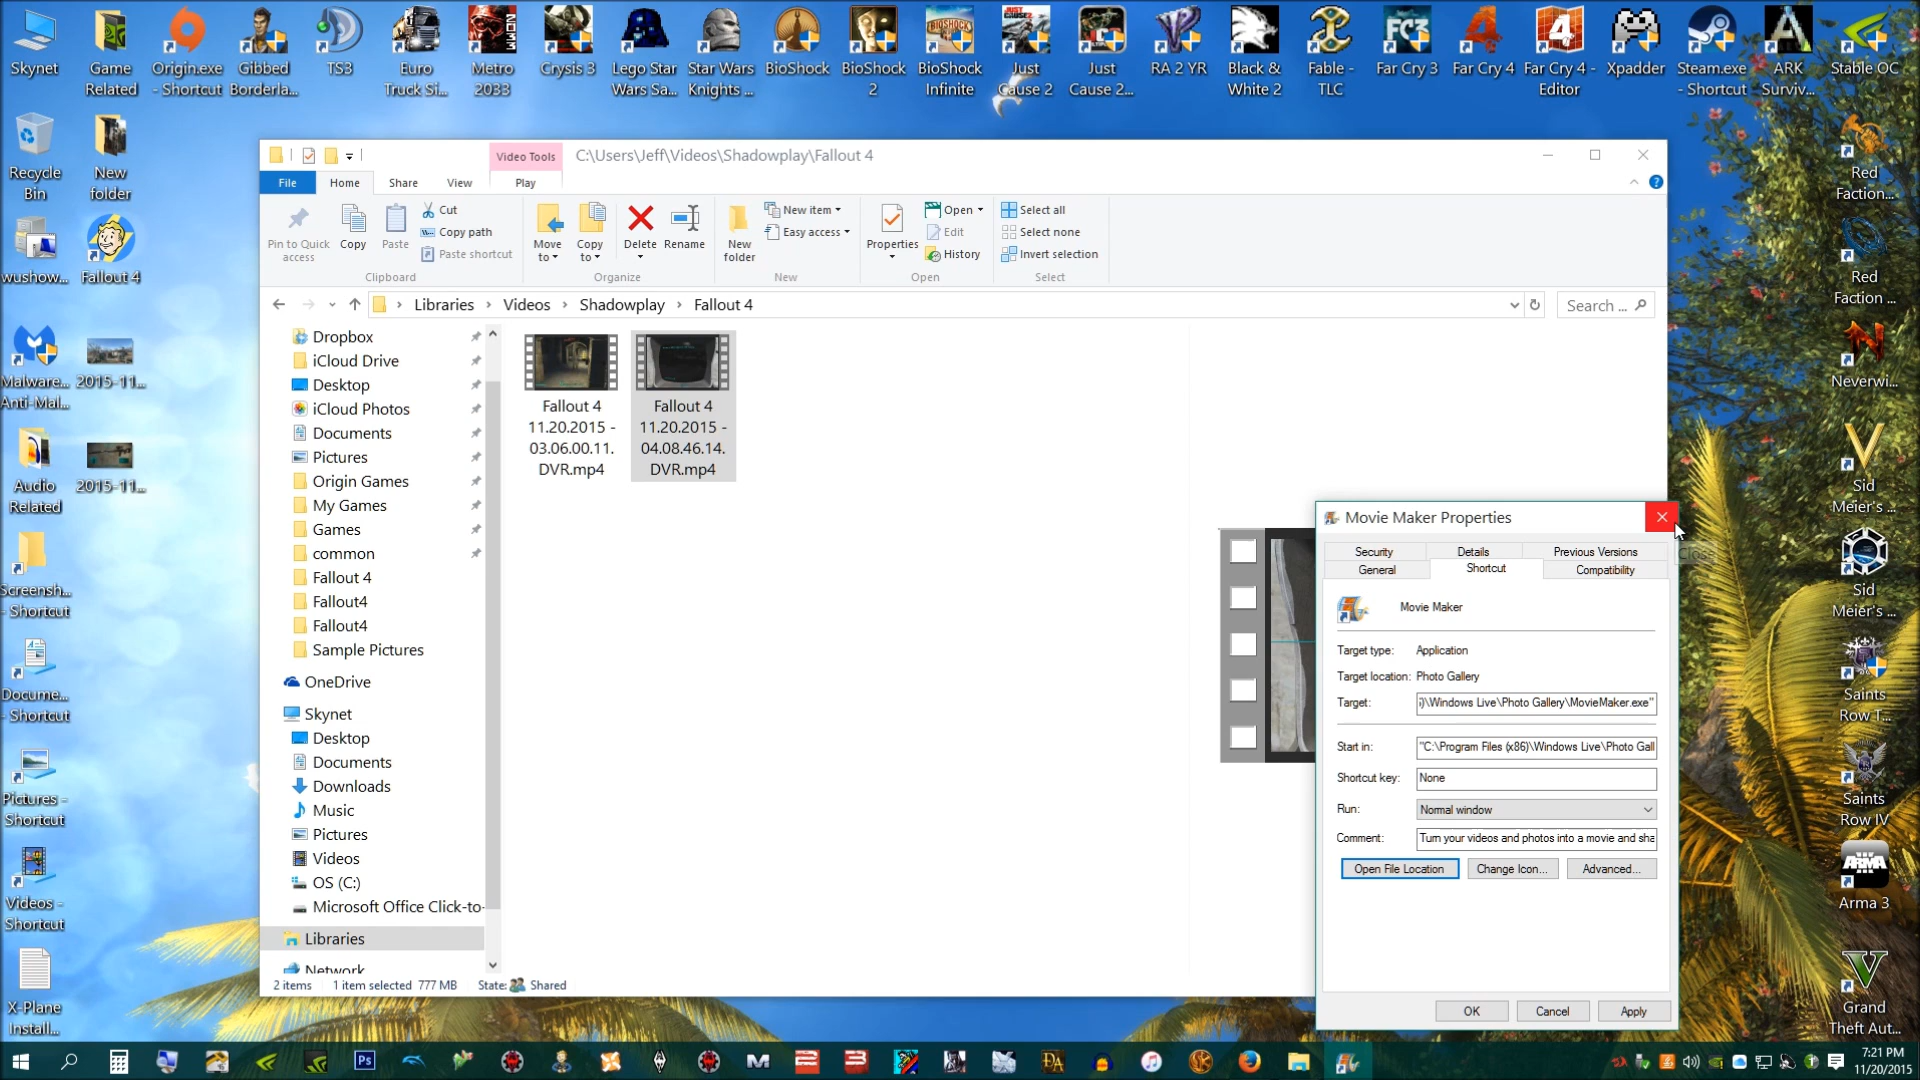 Skynet
Game
Related
Origin.exe
- Shortcut
Gibbed
Borderla...
TS3
Euro
Truck Si...
Metro
2033
Crysis 3
Lego Star
Wars Sa...
Star Wars
Knights ...
BioShock
BioShock
2
BioShock
Infinite
Just
Cause 2
Just
Cause 2...
RA 2 YR
Black &
White 2
Fable -
TLC
Far Cry 3
Far Cry 4
Far Cry 4 -
Editor
Xpadder
Steam.exe
- Shortcut
ARK
Surviv...
Stable OC
Recycle
Bin
New
folder
wushow...
Fallout 4
Malware...
Anti-Mal...
2015-11...
Audio
Related
2015-11...
Screensh...
- Shortcut
Docume...
- Shortcut
Pictures -
Shortcut
Videos -
Shortcut
X-Plane
Install...
Video Tools
C:\Users\Jeff\Videos\Shadowplay\Fallout 4
File
Home
Share
View
Play
Pin to Quick
access
Copy
Paste
Cut
Copy path
Paste shortcut
Clipboard
Move
to
Copy
to
Delete
Rename
Organize
New
folder
New item
Easy access
New
Properties
Open
Edit
History
Open
Select all
Select none
Invert selection
Select
Libraries
Videos
Shadowplay
Fallout 4
Search ...
Dropbox
iCloud Drive
Desktop
iCloud Photos
Documents
Pictures
Origin Games
My Games
Games
common
Fallout 4
Fallout4
Fallout4
Sample Pictures
OneDrive
Skynet
Desktop
Documents
Downloads
Music
Pictures
Videos
OS (C:)
Microsoft Office Click-to-
Libraries
Network
Fallout 4
11.20.2015 -
03.06.00.11.
DVR.mp4
Fallout 4
11.20.2015 -
04.08.46.14.
DVR.mp4
2 items
1 item selected 777 MB
State: Shared
Movie Maker Properties
Close
Security
Details
Previous Versions
General
Shortcut
Compatibility
Movie Maker
Target type: Application
Target location: Photo Gallery
Target: \Windows Live\Photo Gallery\MovieMaker.exe"
Start in: "C:\Program Files (x86)\Windows Live\Photo Gall
Shortcut key: None
Run: Normal window
Comment: Turn your videos and photos into a movie and sha
Open File Location
Change Icon...
Advanced...
OK
Cancel
Apply
Red
Faction...
Red
Faction ...
Neverwi...
Sid
Meier's ...
Sid
Meier's ...
Saints
Row T...
Saints
Row IV
ARMA
Arma 3
Grand
Theft Aut...
Ps
7:21 PM
11/20/2015